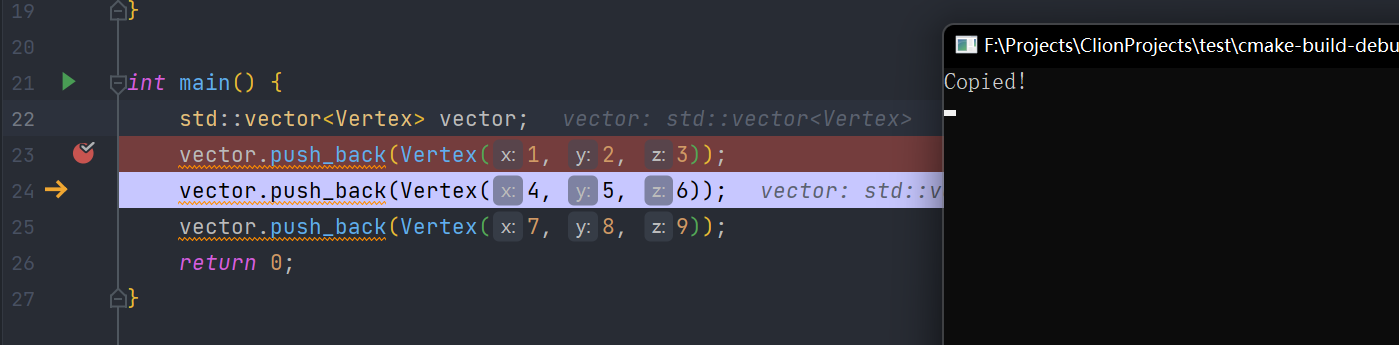 19 }
20
21 int main() {
22 std::vector<Vertex> vector; vector: std::vector<Vertex>
23 vector.push_back(Vertex(x: 1, y: 2, z: 3));
24 vector.push_back(Vertex(x: 4, y: 5, z: 6)); vector: std::v
25 vector.push_back(Vertex(x: 7, y: 8, z: 9));
26 return 0;
27 }
F:\Projects\ClionProjects\test\cmake-build-debu
Copied!